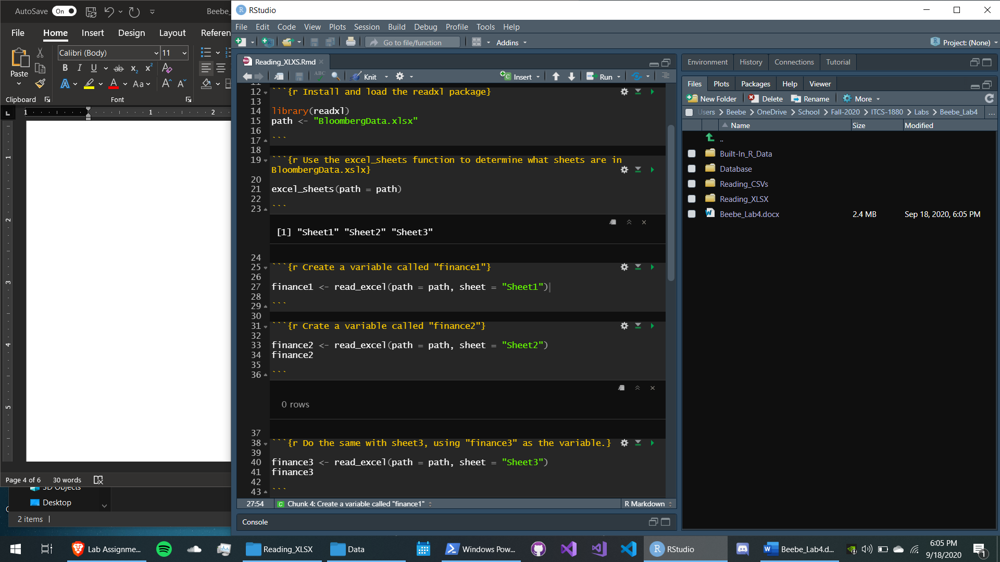 AutoSave On Beebe_
File Home Insert Design Layout Referen
Calibri (Body) 11
Paste
Clipboard Font
Page 4 of 6 30 words
3D Objects
Desktop
2 items
RStudio
File Edit Code View Plots Session Build Debug Profile Tools Help
Go to file/function Addins Project: (None)
Reading_XLXS.Rmd
Knit Insert Run
11
12 ```{r Install and load the readxl package}
13
14 library(readxl)
15 path <- "BloombergData.xlsx"
16
17 ```
18
19 ```{r Use the excel_sheets function to determine what sheets are in
BloombergData.xslx}
20
21 excel_sheets(path = path)
22
23 ```
[1] "Sheet1" "Sheet2" "Sheet3"
24
25 ```{r Create a variable called "finance1"}
26
27 finance1 <- read_excel(path = path, sheet = "Sheet1")
28
29 ```
30
31 ```{r Crate a variable called "finance2"}
32
33 finance2 <- read_excel(path = path, sheet = "Sheet2")
34 finance2
35
36 ```
0 rows
37
38 ```{r Do the same with sheet3, using "finance3" as the variable.}
39
40 finance3 <- read_excel(path = path, sheet = "Sheet3")
41 finance3
42
43 ```
27:54 Chunk 4: Create a variable called "finance1" R Markdown
Console
Environment History Connections Tutorial
Files Plots Packages Help Viewer
New Folder Delete Rename More
Users Beebe OneDrive School Fall-2020 ITCS-1880 Labs Beebe_Lab4 ...
Name Size Modified
..
Built-In_R_Data
Database
Reading_CSVs
Reading_XLSX
Beebe_Lab4.docx 2.4 MB Sep 18, 2020, 6:05 PM
Lab Assignme... Reading_XLSX Data Windows Pow... RStudio Beebe_Lab4.d... 6:05 PM
9/18/2020 1